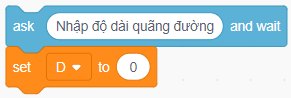 ask Nhập độ dài quãng đường and wait
set D to 0